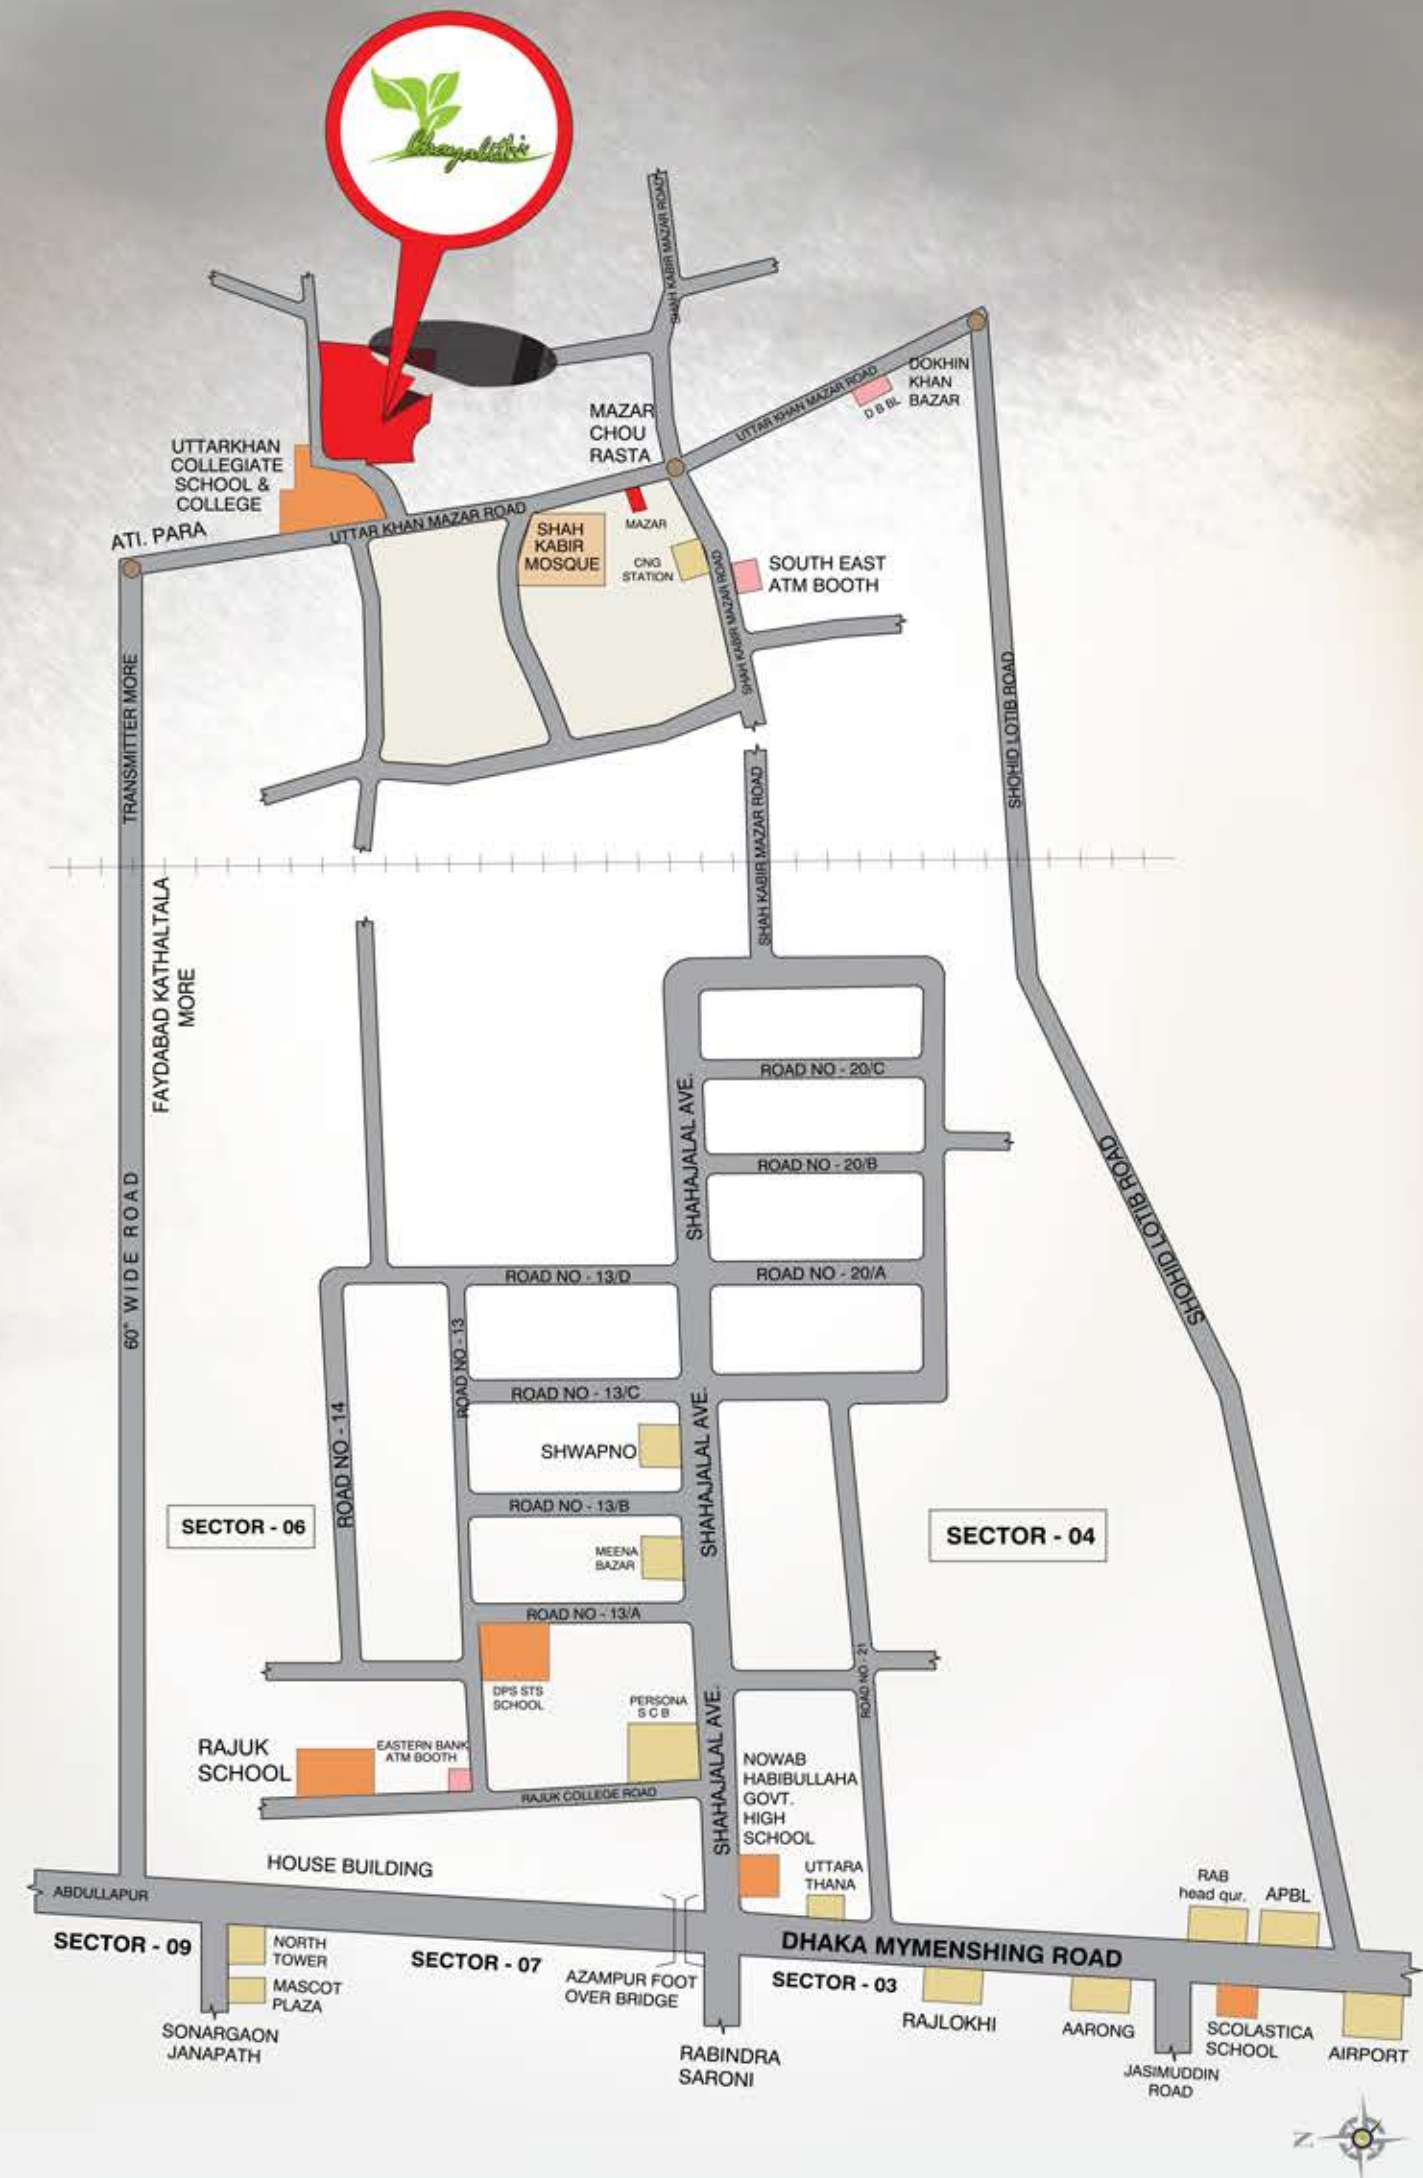 SHAH KABIR MAZAR ROAD
DOKHIN
KHAN
BAZAR
UTTAR KHAN MAZAR ROAD
D B BL
MAZAR
CHOU
RASTA
UTTARKHAN
COLLEGIATE
SCHOOL &
COLLEGE
ATI. PARA
UTTAR KHAN MAZAR ROAD
SHAH
KABIR
MOSQUE
MAZAR
CNG
STATION
SOUTH EAST
ATM BOOTH
SHAH KABIR MAZAR ROAD
TRANSMITTER MORE
SHOHID LOTIB ROAD
SHAH KABIR MAZAR ROAD
FAYDABAD KATHALTALA
MORE
ROAD NO - 20/C
SHAHAJALAL AVE.
ROAD NO - 20/B
SHOHID LOTIB ROAD
60" WIDE ROAD
ROAD NO - 13/D
ROAD NO - 20/A
ROAD NO - 13
ROAD NO - 13/C
ROAD NO - 14
SHAHAJALAL AVE.
SHWAPNO
ROAD NO - 13/B
SECTOR - 06
SECTOR - 04
MEENA
BAZAR
ROAD NO - 13/A
ROAD NO - 21
DPS STS
SCHOOL
PERSONA
S C B
SHAHAJALAL AVE.
RAJUK
SCHOOL
EASTERN BANK
ATM BOOTH
NOWAB
HABIBULLAHA
GOVT.
HIGH
SCHOOL
RAJUK COLLEGE ROAD
HOUSE BUILDING
UTTARA
THANA
RAB
head qur.
APBL
ABDULLAPUR
SECTOR - 09
NORTH
TOWER
SECTOR - 07
DHAKA MYMENSHING ROAD
MASCOT
PLAZA
AZAMPUR FOOT
OVER BRIDGE
SECTOR - 03
RAJLOKHI
AARONG
SCOLASTICA
SCHOOL
AIRPORT
SONARGAON
JANAPATH
RABINDRA
SARONI
JASIMUDDIN
ROAD
N